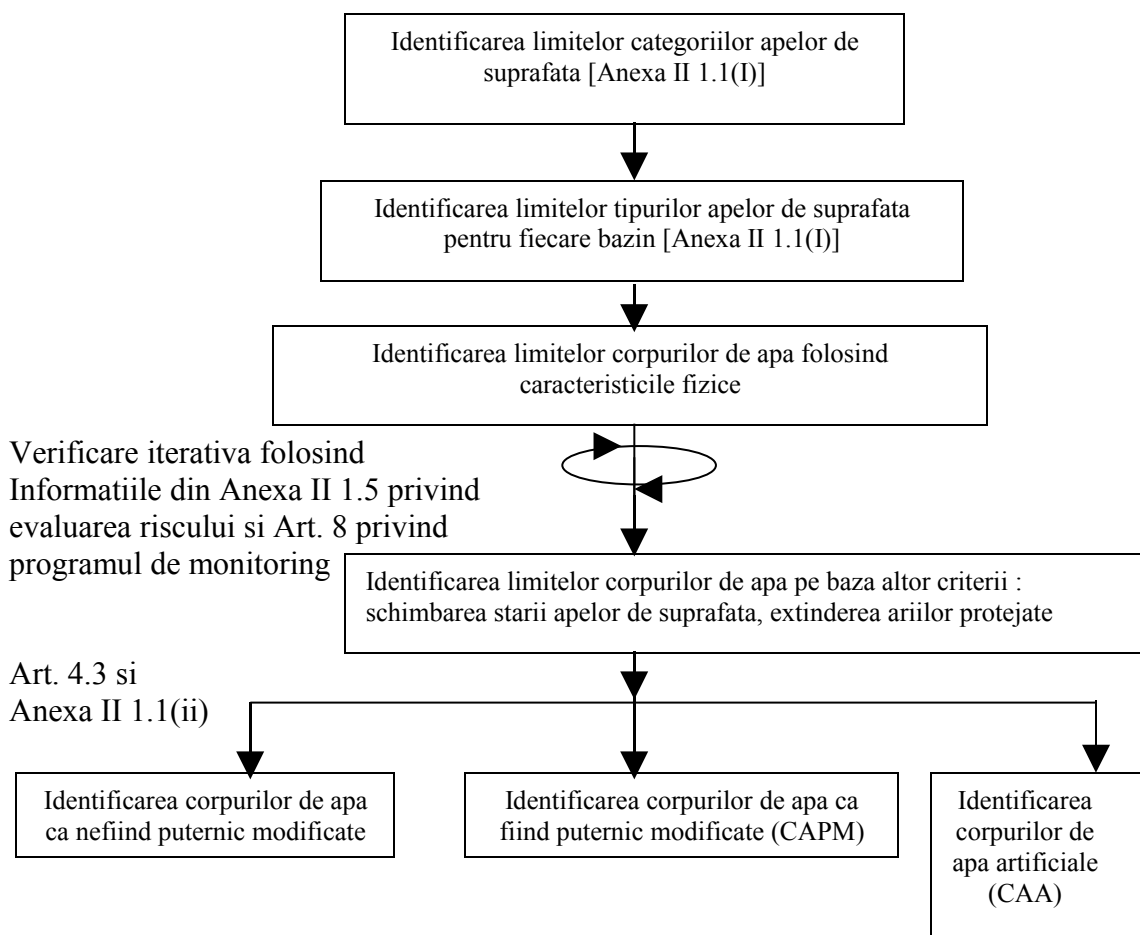 Identificarea limitelor categoriilor apelor de
suprafata [Anexa II 1.1(I)]
Identificarea limitelor tipurilor apelor de suprafata
pentru fiecare bazin [Anexa II 1.1(I)]
Identificarea limitelor corpurilor de apa folosind
caracteristicile fizice
Verificare iterativa folosind
Informatiile din Anexa II 1.5 privind
evaluarea riscului si Art. 8 privind
programul de monitoring
Identificarea limitelor corpurilor de apa pe baza altor criterii :
schimbarea starii apelor de suprafata, extinderea ariilor protejate
Art. 4.3 si
Anexa II 1.1(ii)
Identificarea corpurilor de apa
ca nefiind puternic modificate
Identificarea corpurilor de apa ca
fiind puternic modificate (CAPM)
Identificarea
corpurilor de
apa artificiale
(CAA)